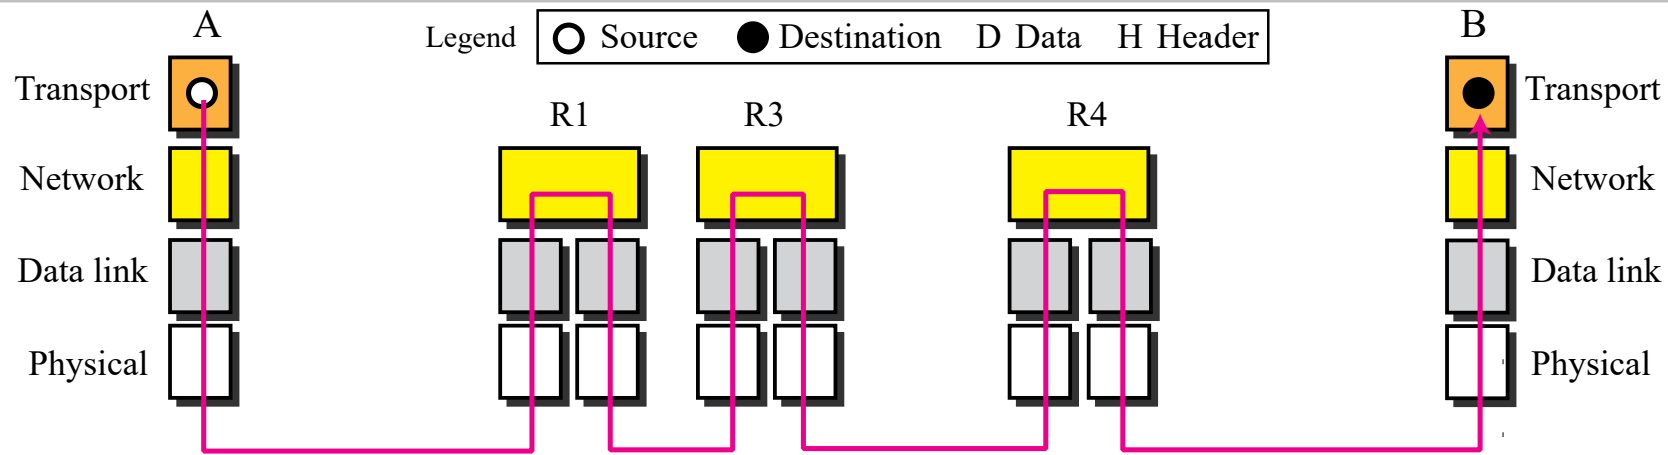 A
Legend
Source
Destination
D Data
H Header
B
Transport
Transport
R1
R3
R4
Network
Network
Data link
Data link
Physical
Physical